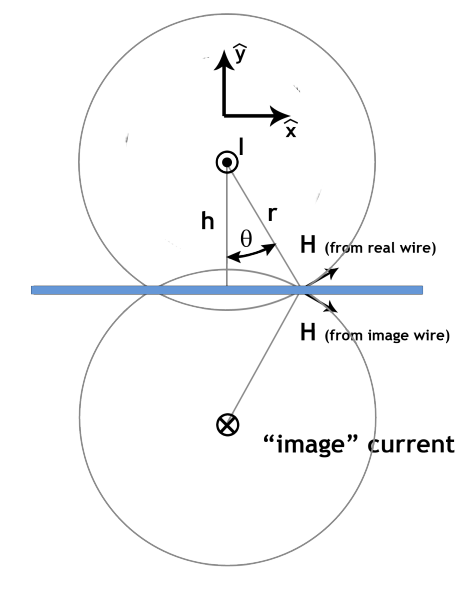 ŷ
x̂
I
h
r
θ
H (from real wire)
H (from image wire)
“image” current